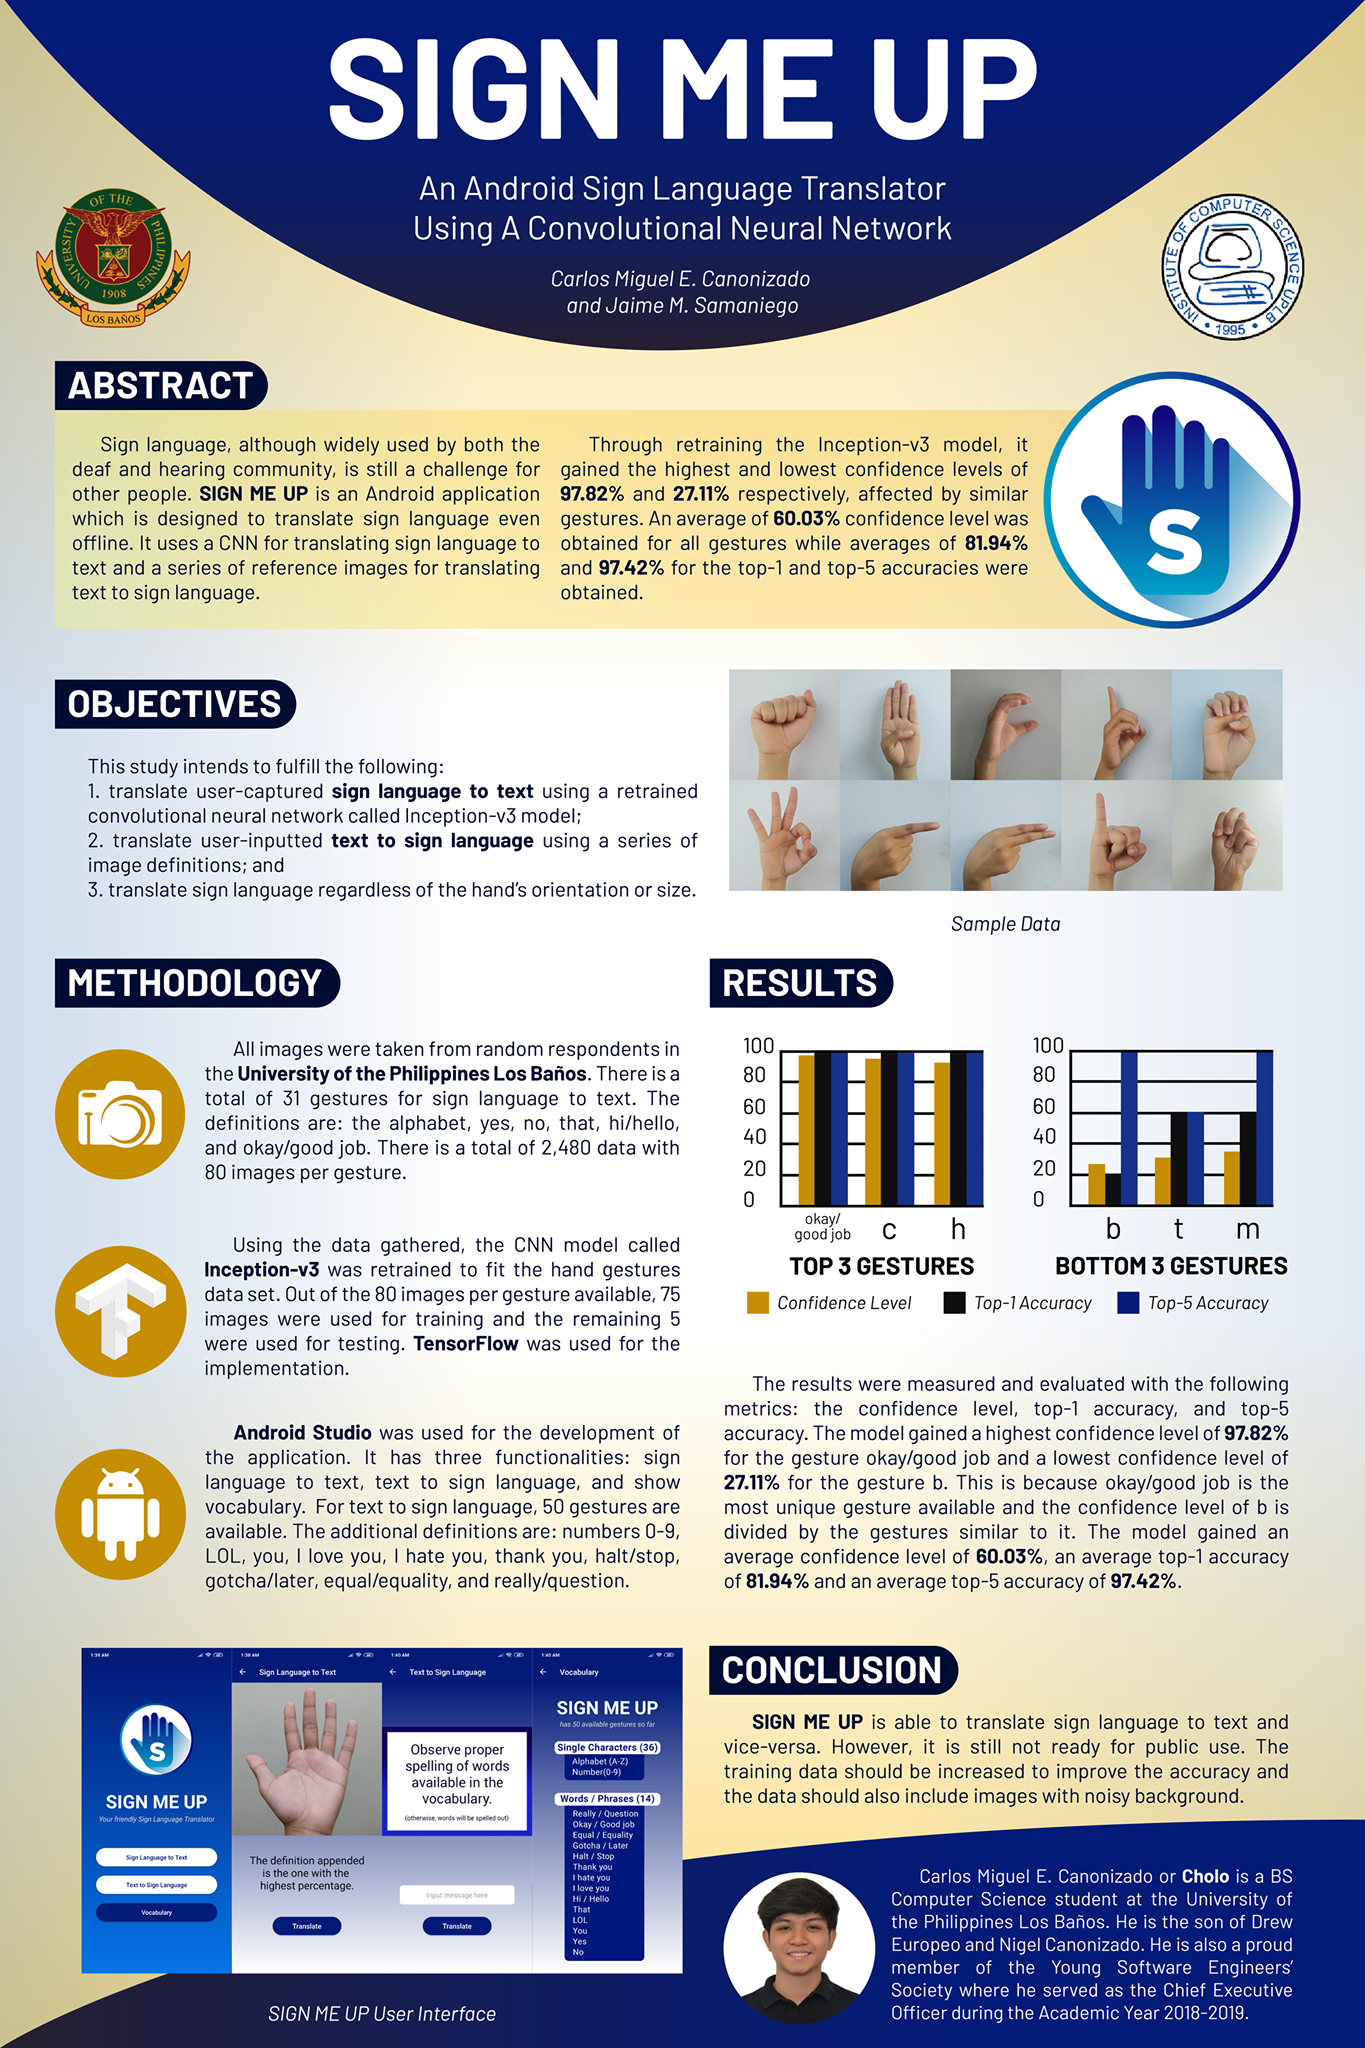 SIGN ME UP
An Android Sign Language Translator
Using A Convolutional Neural Network
Carlos Miguel E. Canonizado
and Jaime M. Samaniego
UNIVERSITY OF THE PHILIPPINES
1908
LOS BAÑOS
INSTITUTE OF COMPUTER SCIENCE UPLB
• 1995 •
ABSTRACT
Sign language, although widely used by both the
deaf and hearing community, is still a challenge for
other people. SIGN ME UP is an Android application
which is designed to translate sign language even
offline. It uses a CNN for translating sign language to
text and a series of reference images for translating
text to sign language.
Through retraining the Inception-v3 model, it
gained the highest and lowest confidence levels of
97.82% and 27.11% respectively, affected by similar
gestures. An average of 60.03% confidence level was
obtained for all gestures while averages of 81.94%
and 97.42% for the top-1 and top-5 accuracies were
obtained.
S
OBJECTIVES
This study intends to fulfill the following:
1. translate user-captured sign language to text using a retrained
convolutional neural network called Inception-v3 model;
2. translate user-inputted text to sign language using a series of
image definitions; and
3. translate sign language regardless of the hand's orientation or size.
Sample Data
METHODOLOGY
All images were taken from random respondents in
the University of the Philippines Los Baños. There is a
total of 31 gestures for sign language to text. The
definitions are: the alphabet, yes, no, that, hi/hello,
and okay/good job. There is a total of 2,480 data with
80 images per gesture.
Using the data gathered, the CNN model called
Inception-v3 was retrained to fit the hand gestures
data set. Out of the 80 images per gesture available, 75
images were used for training and the remaining 5
were used for testing. TensorFlow was used for the
implementation.
Android Studio was used for the development of
the application. It has three functionalities: sign
language to text, text to sign language, and show
vocabulary. For text to sign language, 50 gestures are
available. The additional definitions are: numbers 0-9,
LOL, you, I love you, I hate you, thank you, halt/stop,
gotcha/later, equal/equality, and really/question.
RESULTS
100
80
60
40
20
0
okay/
good job
c
h
TOP 3 GESTURES
100
80
60
40
20
0
b
t
m
BOTTOM 3 GESTURES
Confidence Level
Top-1 Accuracy
Top-5 Accuracy
The results were measured and evaluated with the following
metrics: the confidence level, top-1 accuracy, and top-5
accuracy. The model gained a highest confidence level of 97.82%
for the gesture okay/good job and a lowest confidence level of
27.11% for the gesture b. This is because okay/good job is the
most unique gesture available and the confidence level of b is
divided by the gestures similar to it. The model gained an
average confidence level of 60.03%, an average top-1 accuracy
of 81.94% and an average top-5 accuracy of 97.42%.
1:39 AM
S
SIGN ME UP
Your friendly Sign Language Translator
Sign Language to Text
Text to Sign Language
Vocabulary
1:38 AM
Sign Language to Text
The definition appended
is the one with the
highest percentage.
Translate
1:40 AM
Text to Sign Language
Observe proper
spelling of words
available in the
vocabulary.
(otherwise, words will be spelled out)
Input message here
Translate
1:40 AM
Vocabulary
SIGN ME UP
has 50 available gestures so far
Single Characters (36)
Alphabet (A-Z)
Number(0-9)
Words / Phrases (14)
Really / Question
Okay / Good job
Equal / Equality
Gotcha / Later
Halt / Stop
Thank you
I hate you
I love you
Hi / Hello
That
LOL
You
Yes
No
SIGN ME UP User Interface
CONCLUSION
SIGN ME UP is able to translate sign language to text and
vice-versa. However, it is still not ready for public use. The
training data should be increased to improve the accuracy and
the data should also include images with noisy background.
Carlos Miguel E. Canonizado or Cholo is a BS
Computer Science student at the University of
the Philippines Los Baños. He is the son of Drew
Europeo and Nigel Canonizado. He is also a proud
member of the Young Software Engineers'
Society where he served as the Chief Executive
Officer during the Academic Year 2018-2019.